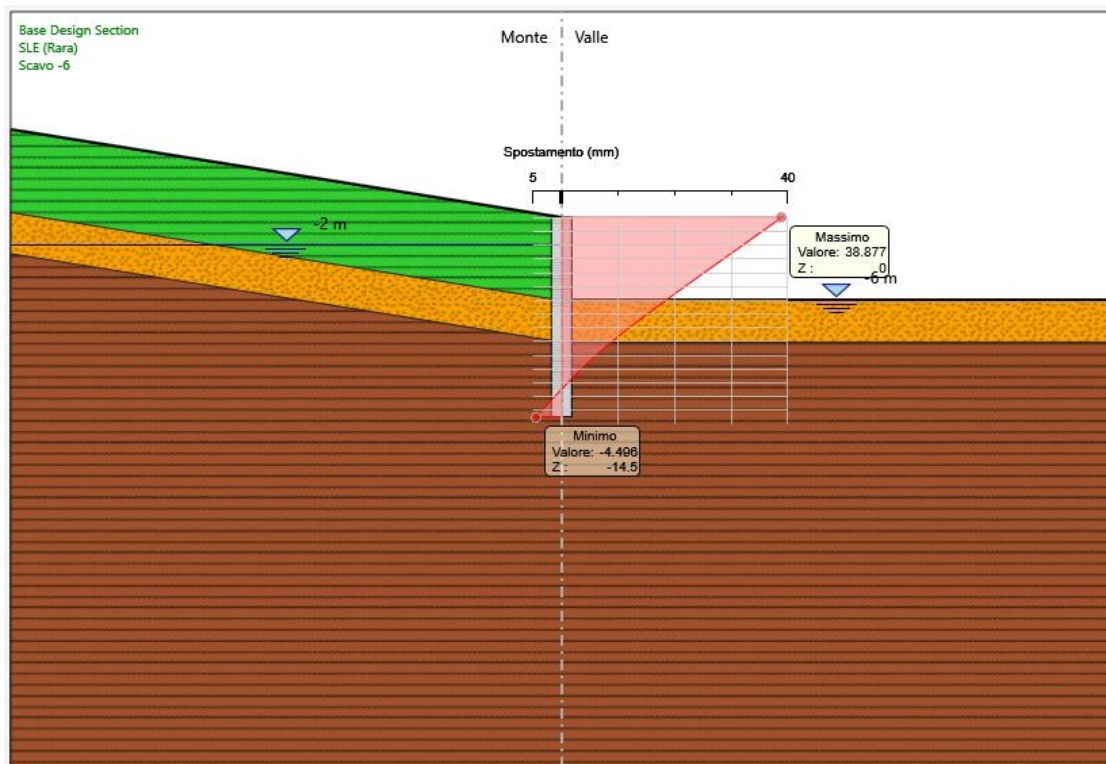 Base Design Section
SLE (Rara)
Scavo -6
Monte
Valle
Spostamento (mm)
5
40
-2 m
Massimo
Valore: 38.877
Z : 0
-6 m
Minimo
Valore: -4.496
Z : -14.5